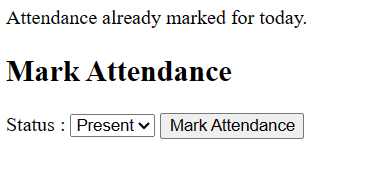 Attendance already marked for today.
Mark Attendance
Status : Present Mark Attendance